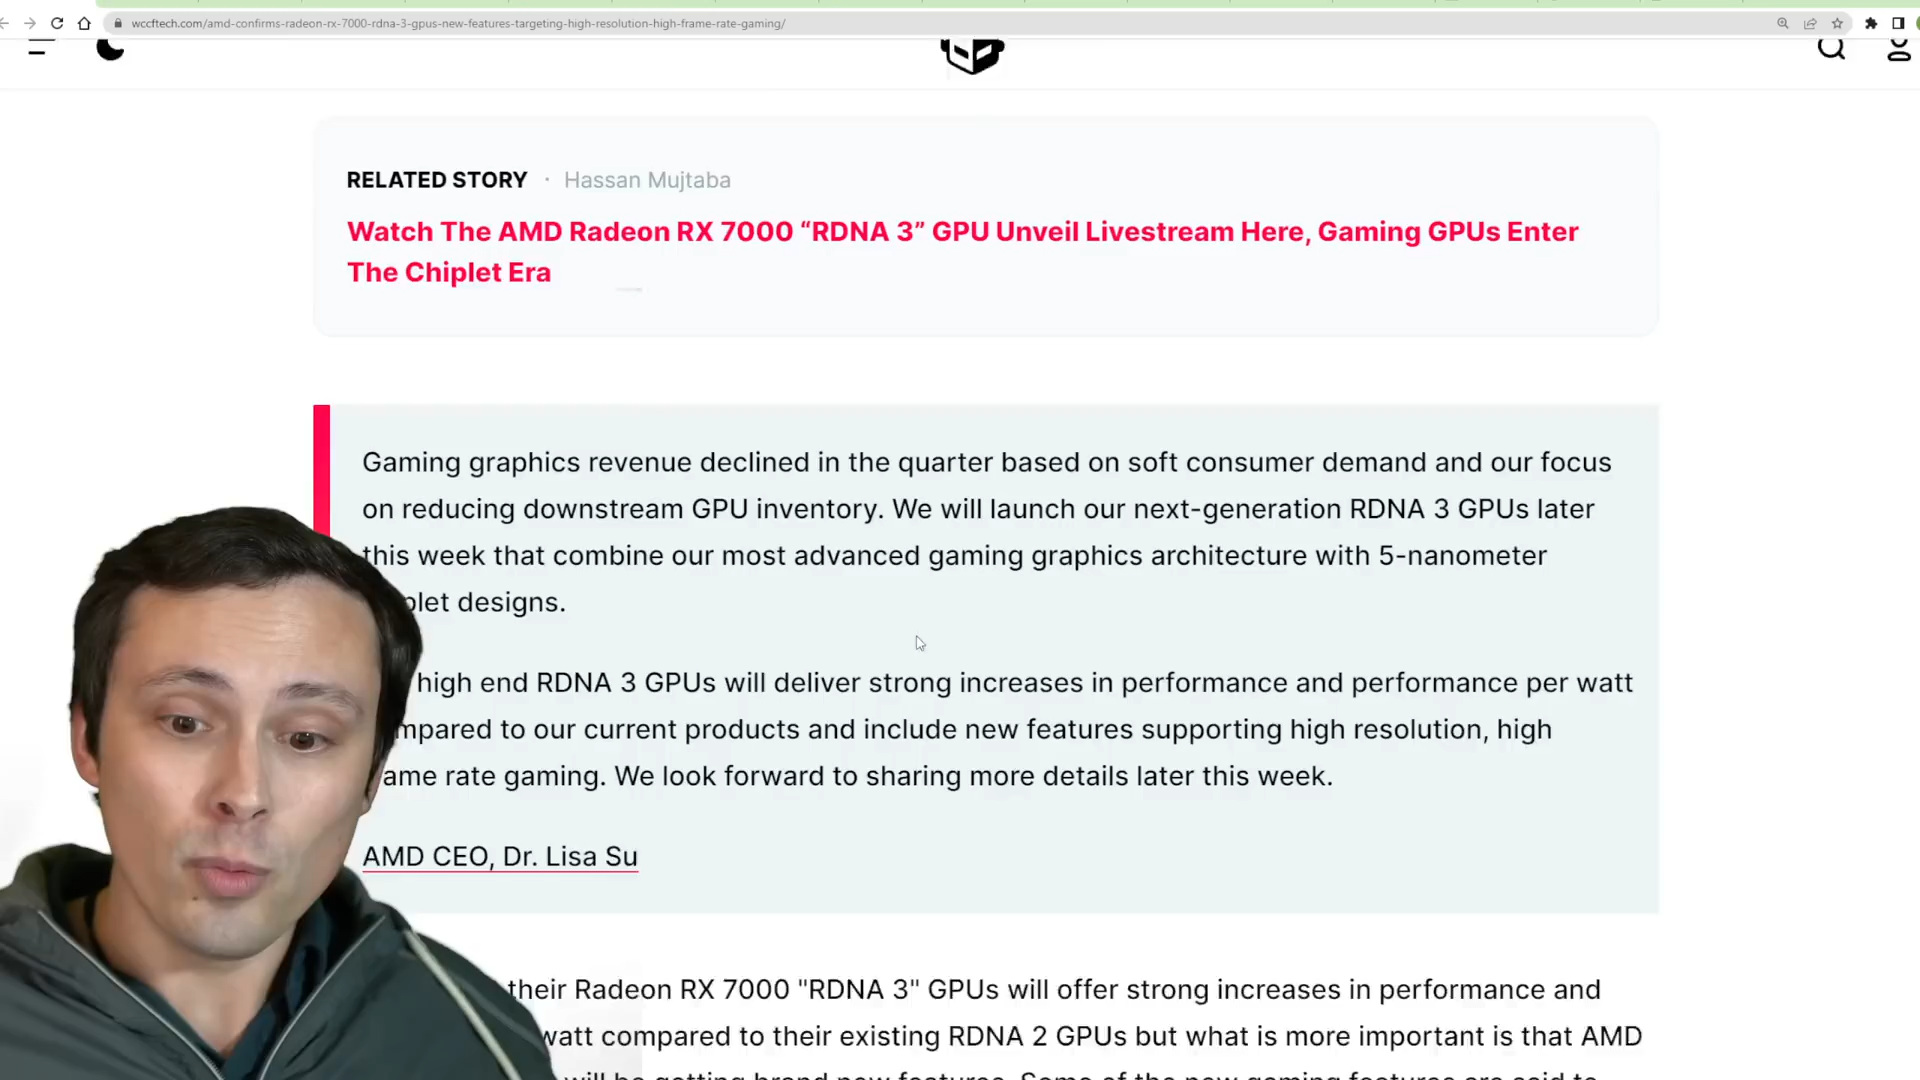 wccftech.com/amd-confirms-radeon-rx-7000-rdna-3-gpus-new-features-targeting-high-resolution-high-frame-rate-gaming/
RELATED STORY · Hassan Mujtaba
Watch The AMD Radeon RX 7000 “RDNA 3” GPU Unveil Livestream Here, Gaming GPUs Enter
The Chiplet Era
Gaming graphics revenue declined in the quarter based on soft consumer demand and our focus
on reducing downstream GPU inventory. We will launch our next-generation RDNA 3 GPUs later
this week that combine our most advanced gaming graphics architecture with 5-nanometer
plet designs.
high end RDNA 3 GPUs will deliver strong increases in performance and performance per watt
mpared to our current products and include new features supporting high resolution, high
ame rate gaming. We look forward to sharing more details later this week.
AMD CEO, Dr. Lisa Su
their Radeon RX 7000 "RDNA 3" GPUs will offer strong increases in performance and
watt compared to their existing RDNA 2 GPUs but what is more important is that AMD
will be getting brand new features. Some of the new gaming features are said to